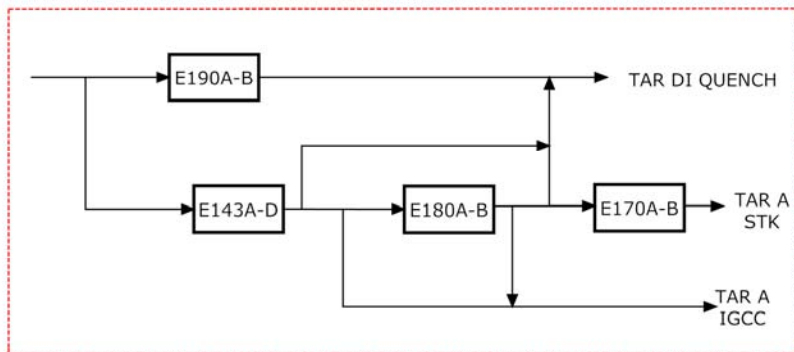 E190A-B
TAR DI QUENCH
E143A-D
E180A-B
E170A-B
TAR A
STK
TAR A
IGCC